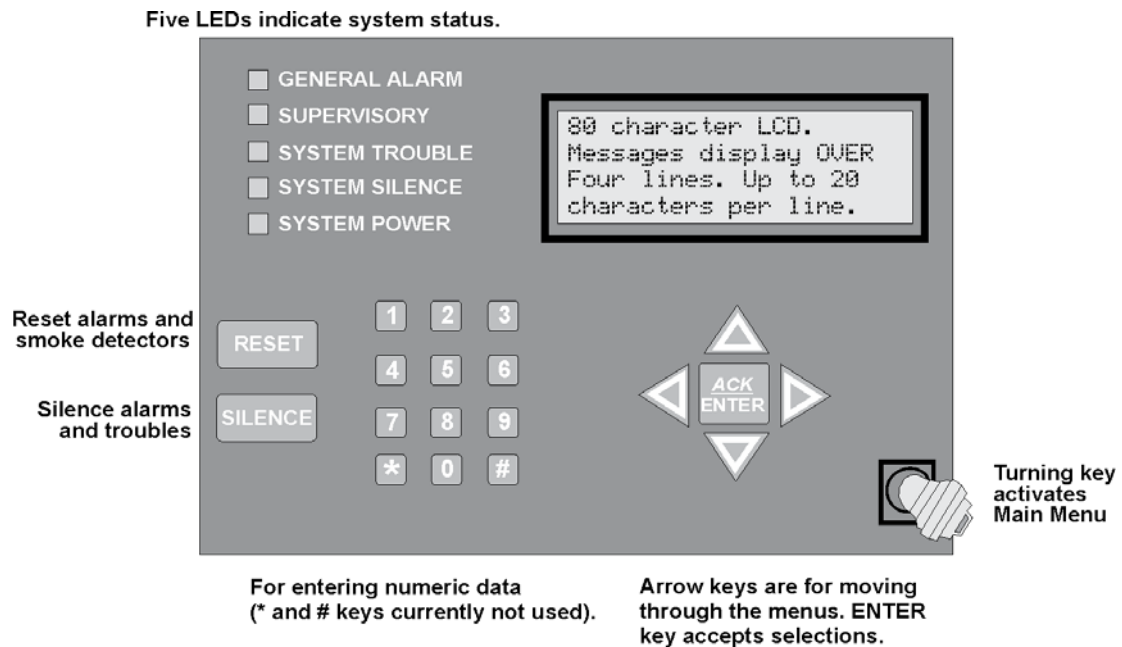 Five LEDs indicate system status.
GENERAL ALARM
SUPERVISORY
SYSTEM TROUBLE
SYSTEM SILENCE
SYSTEM POWER
80 character LCD.
Messages display OVER
Four lines. Up to 20
characters per line.
Reset alarms and
smoke detectors
RESET
Silence alarms
and troubles
SILENCE
1 2 3
4 5 6
7 8 9
* 0 #
ACK
ENTER
Turning key
activates
Main Menu
For entering numeric data
(* and # keys currently not used).
Arrow keys are for moving
through the menus. ENTER
key accepts selections.